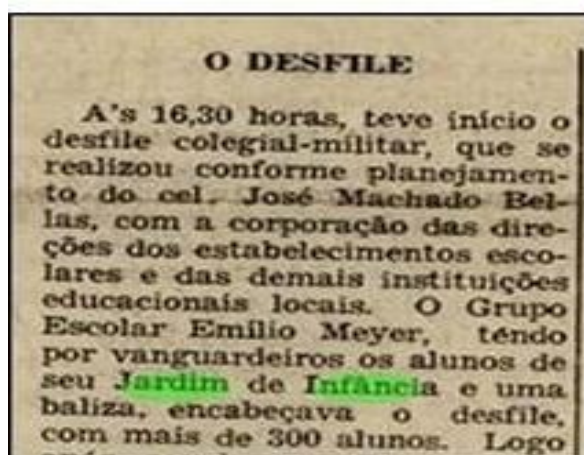 O DESFILE
A's 16,30 horas, teve início o
desfile colegial-militar, que se
realizou conforme planejamen-
to do cel. José Machado Bel-
las, com a corporação das dire-
ções dos estabelecimentos esco-
lares e das demais instituições
educacionais locais. O Grupo
Escolar Emílio Meyer, tendo
por vanguardeiros os alunos de
seu Jardim de Infância e uma
baliza, encabeçava o desfile,
com mais de 300 alunos. Logo